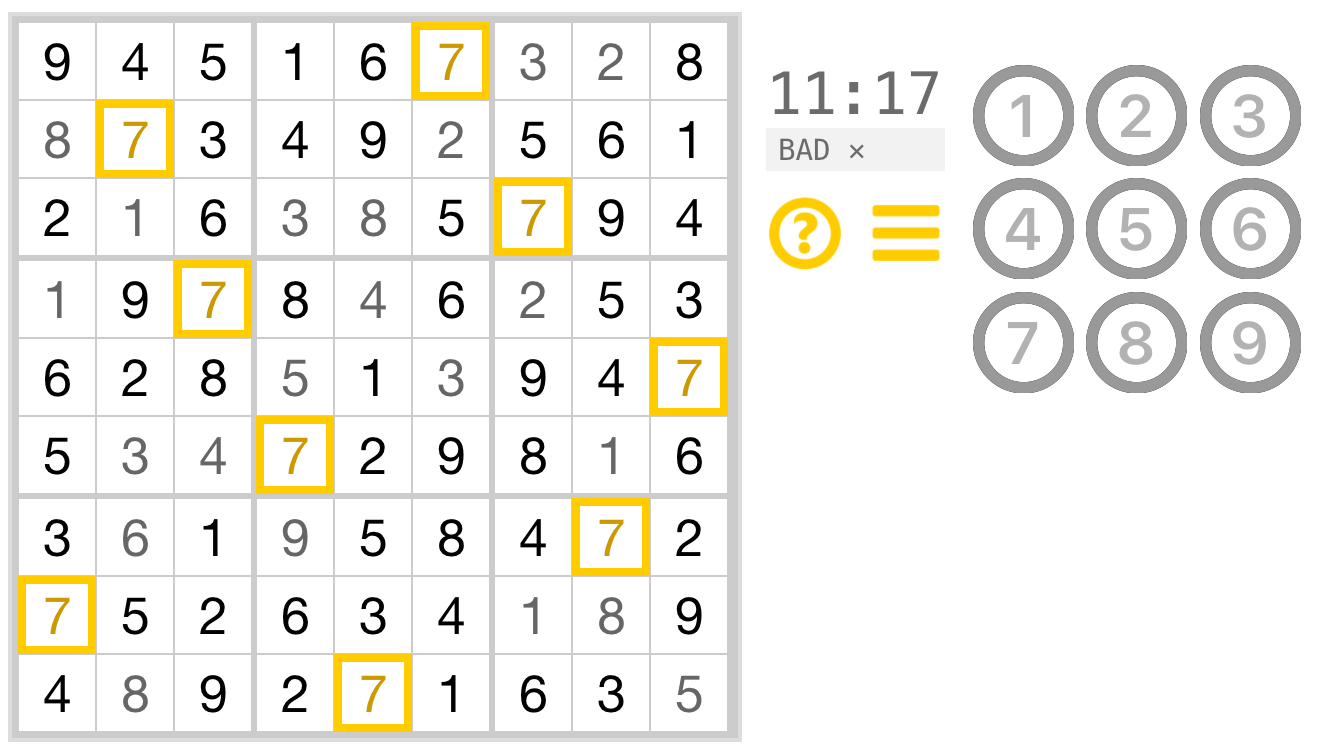 9 4 5 1 6 7 3 2 8
8 7 3 4 9 2 5 6 1
2 1 6 3 8 5 7 9 4
1 9 7 8 4 6 2 5 3
6 2 8 5 1 3 9 4 7
5 3 4 7 2 9 8 1 6
3 6 1 9 5 8 4 7 2
7 5 2 6 3 4 1 8 9
4 8 9 2 7 1 6 3 5
11:17
BAD ×
?
1 2 3
4 5 6
7 8 9